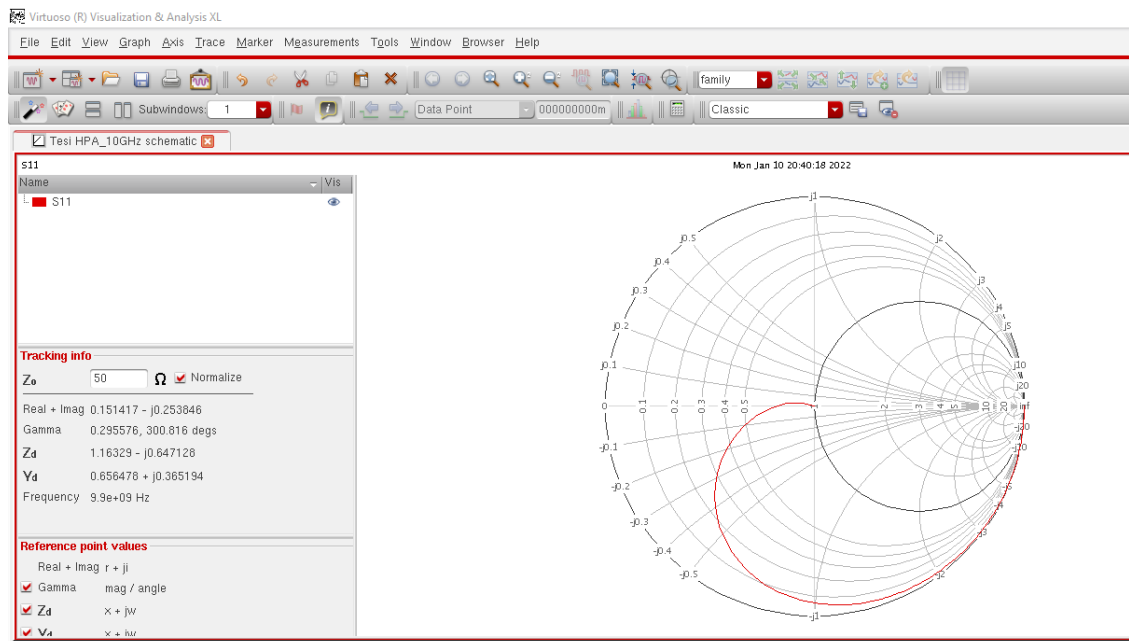 Virtuoso (R) Visualization & Analysis XL
File Edit View Graph Axis Trace Marker Measurements Tools Window Browser Help
family
Subwindows: 1 Data Point 000000000m Classic
Tesi HPA_10GHz schematic
S11 Mon Jan 10 20:40:18 2022
Name Vis
S11
Tracking info
Zo 50 Ω Normalize
Real + Imag 0.151417 - j0.253846
Gamma 0.295576, 300.816 degs
Zd 1.16329 - j0.647128
Yd 0.656478 + j0.365194
Frequency 9.9e+09 Hz
Reference point values
Real + Imag r + ji
Gamma mag / angle
Zd x + jw
Yd x + jw
j1
j0.5 j2
j0.4
j0.3 j3
j4
j0.2 j5
j0.1 j10
j20
0 0.1 0.2 0.3 0.4 0.5 1 2 3 4 5 10 20 inf
-j20
-j0.1 -j10
-j0.2 -j5
-j4
-j0.3 -j3
-j0.4
-j0.5 -j2
-j1